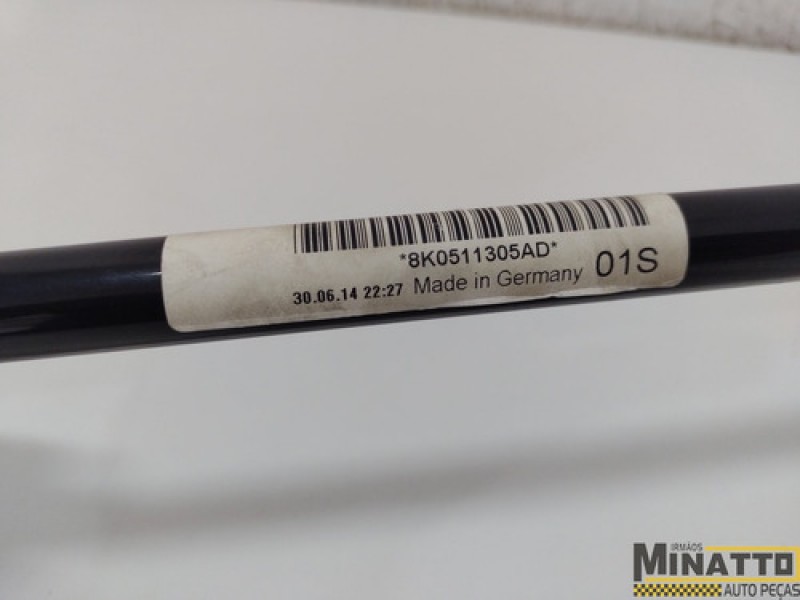 *8K0511305AD*
30.06.14 22:27 Made in Germany 01S
IRMÃOS
MINATTO
AUTO PEÇAS